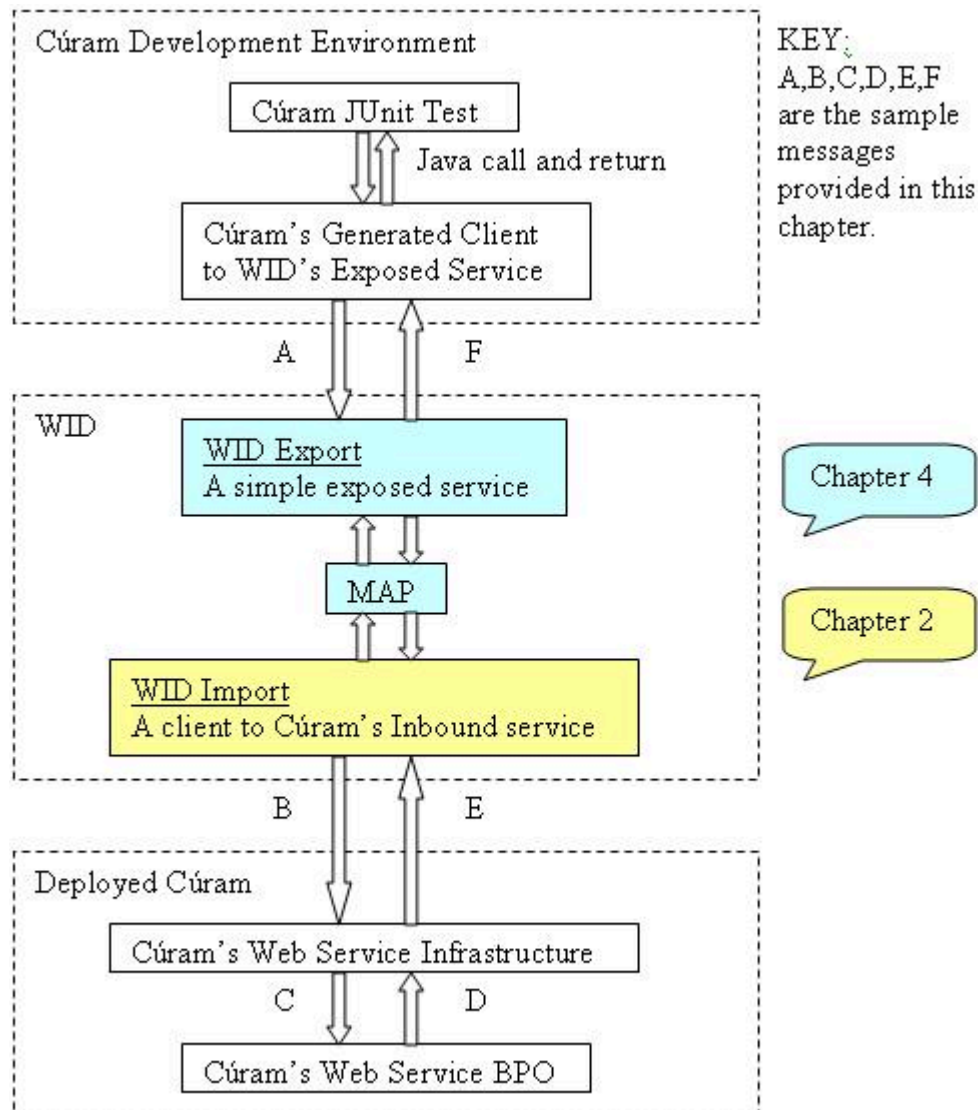 Cúram Development Environment
Cúram JUnit Test
Java call and return
Cúram's Generated Client
to WID's Exposed Service
KEY:
A,B,C,D,E,F
are the sample
messages
provided in this
chapter.
A
F
WID
WID Export
A simple exposed service
MAP
WID Import
A client to Cúram's Inbound service
Chapter 4
Chapter 2
B
E
Deployed Cúram
Cúram's Web Service Infrastructure
C
D
Cúram's Web Service BPO